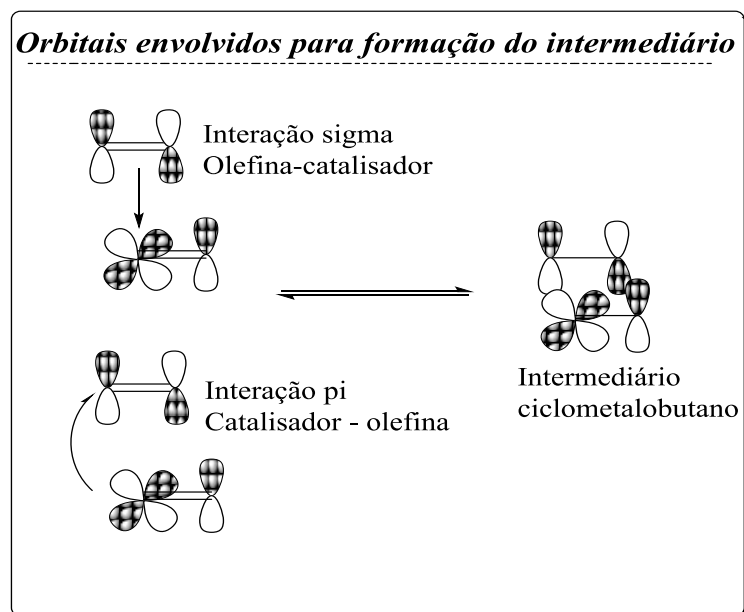 Orbitais envolvidos para formação do intermediário
Interação sigma
Olefina-catalisador
Interação pi
Catalisador - olefina
Intermediário
ciclometalobutano